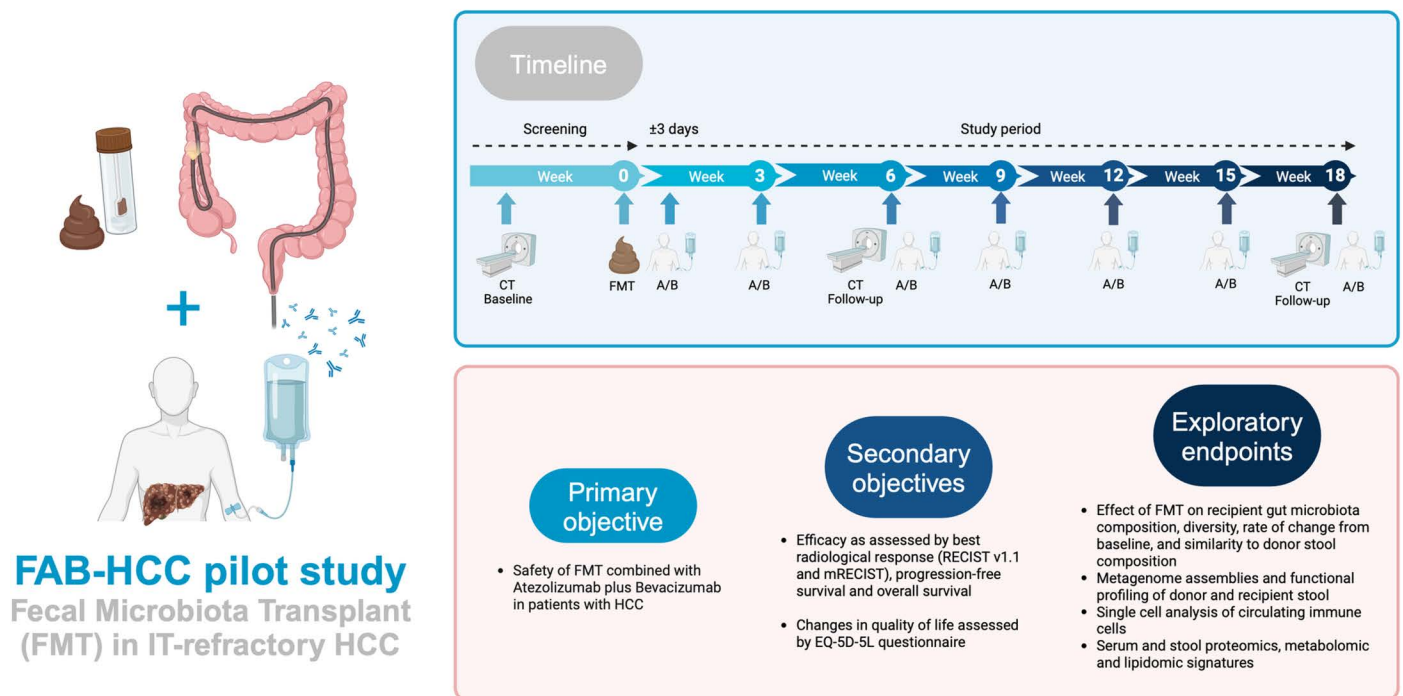 Timeline
Screening ±3 days Study period
Week 0 Week 3 Week 6 Week 9 Week 12 Week 15 Week 18
CT
Baseline
FMT
A/B
A/B
CT
Follow-up
A/B
A/B
A/B
A/B
CT
Follow-up
A/B
+
FAB-HCC pilot study
Fecal Microbiota Transplant
(FMT) in IT-refractory HCC
Primary
objective
• Safety of FMT combined with
Atezolizumab plus Bevacizumab
in patients with HCC
Secondary
objectives
• Efficacy as assessed by best
radiological response (RECIST v1.1
and mRECIST), progression-free
survival and overall survival
• Changes in quality of life assessed
by EQ-5D-5L questionnaire
Exploratory
endpoints
• Effect of FMT on recipient gut microbiota
composition, diversity, rate of change from
baseline, and similarity to donor stool
composition
• Metagenome assemblies and functional
profiling of donor and recipient stool
• Single cell analysis of circulating immune
cells
• Serum and stool proteomics, metabolomic
and lipidomic signatures